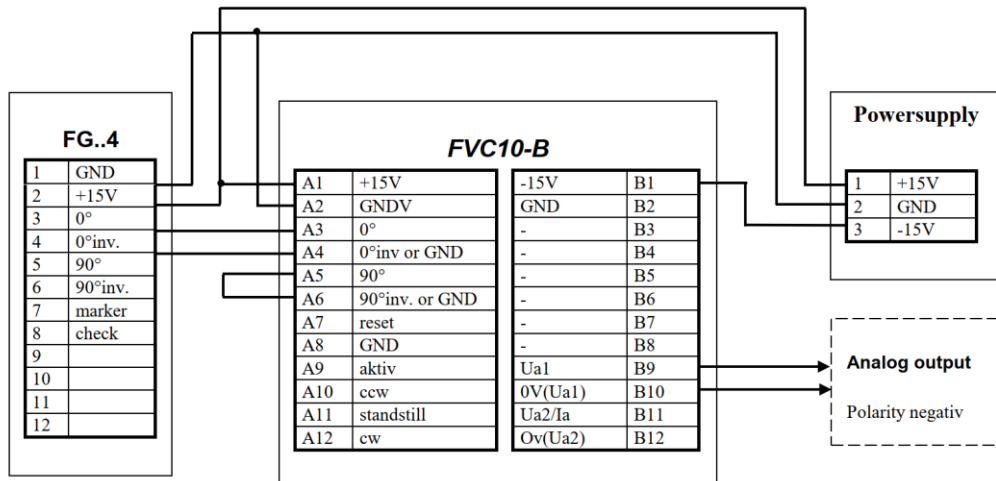 FG..4
1 GND
2 +15V
3 0°
4 0°inv.
5 90°
6 90°inv.
7 marker
8 check
9
10
11
12
FVC10-B
A1 +15V -15V B1
A2 GNDV GND B2
A3 0° - B3
A4 0°inv or GND - B4
A5 90° - B5
A6 90°inv. or GND - B6
A7 reset - B7
A8 GND - B8
A9 aktiv Ua1 B9
A10 ccw 0V(Ua1) B10
A11 standstill Ua2/Ia B11
A12 cw Ov(Ua2) B12
Powersupply
1 +15V
2 GND
3 -15V
Analog output
Polarity negativ